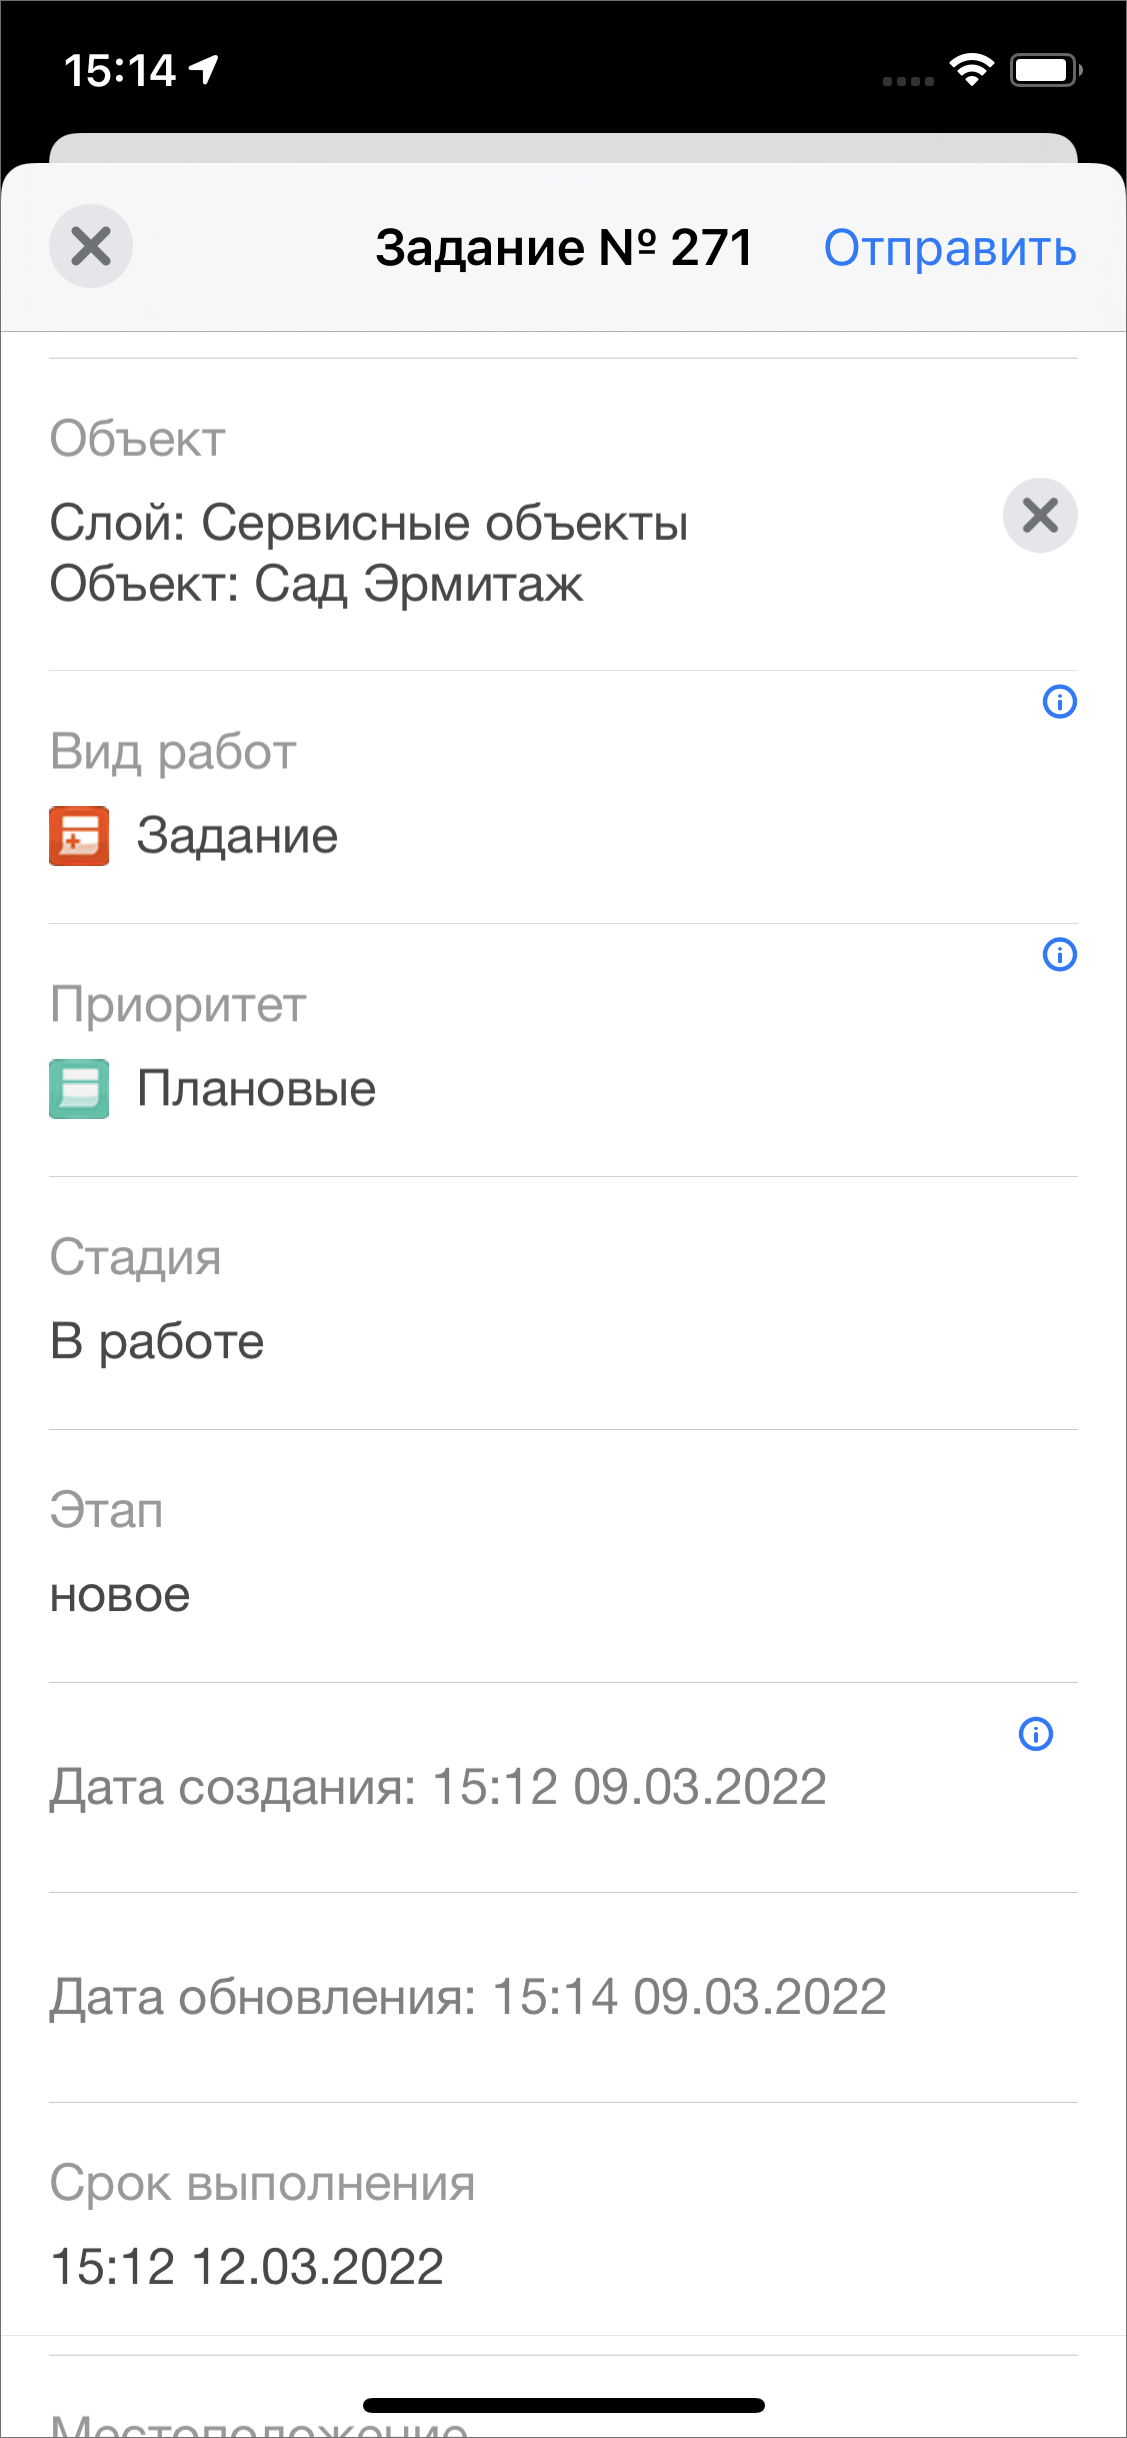 15:14
Задание № 271
Отправить
Объект
Слой: Сервисные объекты
Объект: Сад Эрмитаж
Вид работ
Задание
Приоритет
Плановые
Стадия
В работе
Этап
новое
Дата создания: 15:12 09.03.2022
Дата обновления: 15:14 09.03.2022
Срок выполнения
15:12 12.03.2022
Местоположение